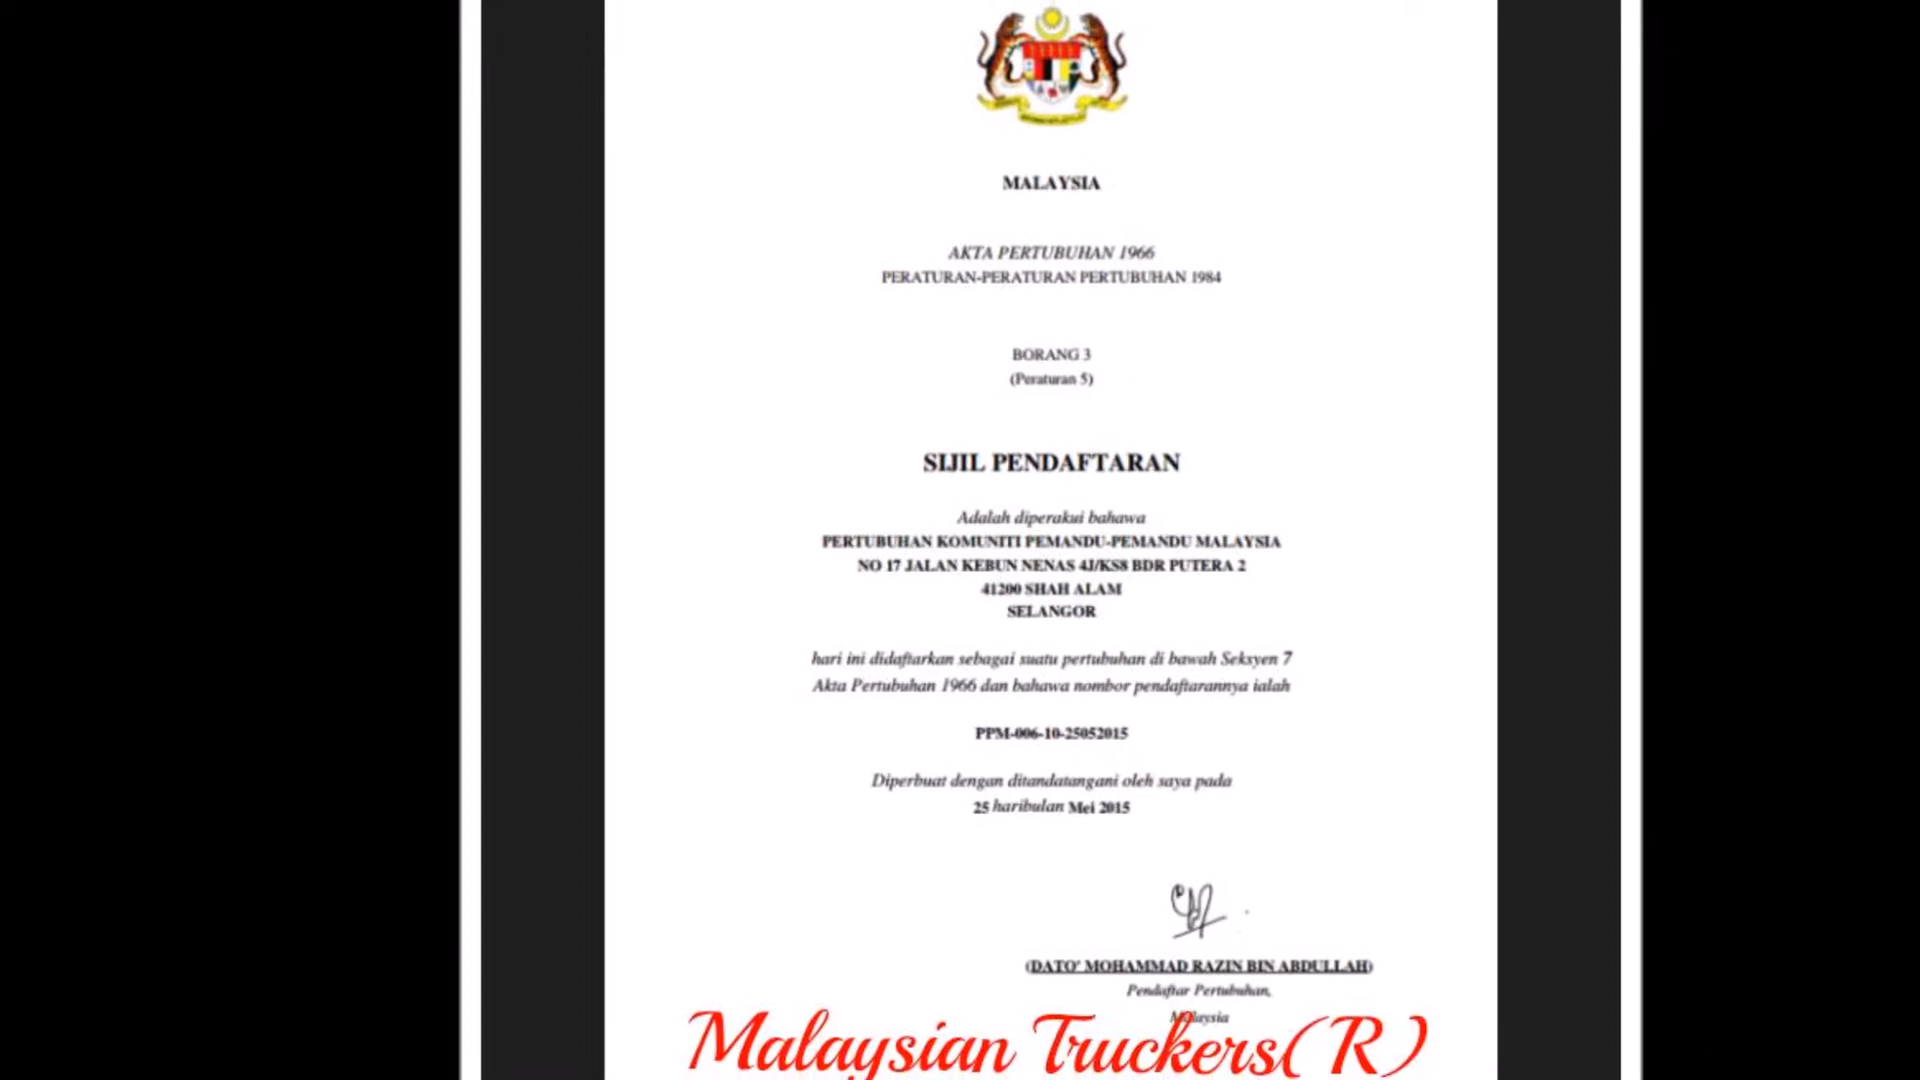 MALAYSIA
AKTA PERTUBUHAN 1966
PERATURAN-PERATURAN PERTUBUHAN 1984
BORANG 3
(Peraturan 5)
SIJIL PENDAFTARAN
Adalah diperakui bahawa
PERTUBUHAN KOMUNITI PEMANDU-PEMANDU MALAYSIA
NO 17 JALAN KEBUN NENAS 4J/KS8 BDR PUTERA 2
41200 SHAH ALAM
SELANGOR
hari ini didaftarkan sebagai suatu pertubuhan di bawah Seksyen 7
Akta Pertubuhan 1966 dan bahawa nombor pendaftarannya ialah
PPM-006-10-25052015
Diperbuat dengan ditandatangani oleh saya pada
25 haribulan Mei 2015
(DATO' MOHAMMAD RAZIN BIN ABDULLAH)
Pendaftar Pertubuhan,
Malaysia
Malaysian Truckers(R)